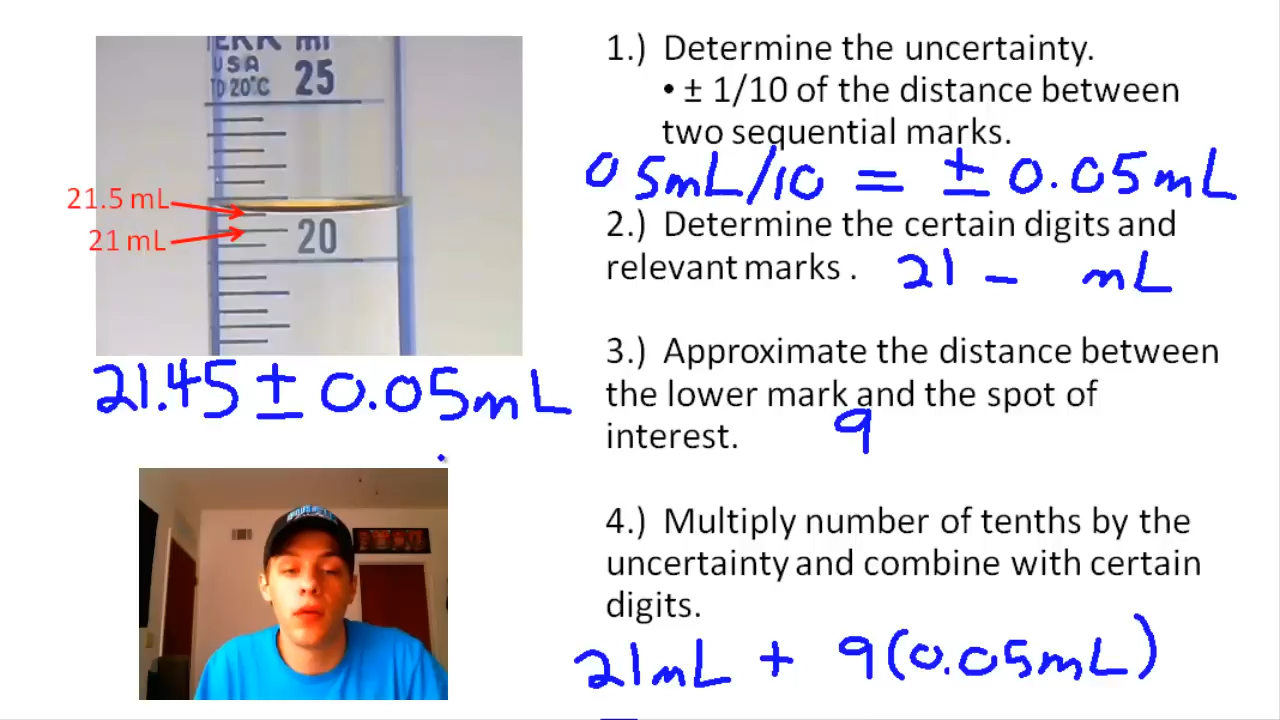 ml
USA
TD 20°C 25
21.5 mL
21 mL
20
21.45 ± 0.05mL
1.) Determine the uncertainty.
• ± 1/10 of the distance between
two sequential marks.
0 5mL/10 = ± 0.05mL
2.) Determine the certain digits and
relevant marks . 21 _ mL
3.) Approximate the distance between
the lower mark and the spot of
interest. 9
4.) Multiply number of tenths by the
uncertainty and combine with certain
digits.
21mL + 9(0.05mL)